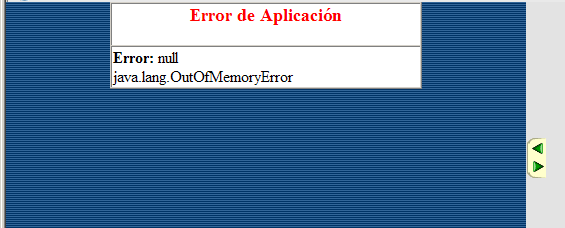 Error de Aplicación
Error: null
java.lang.OutOfMemoryError